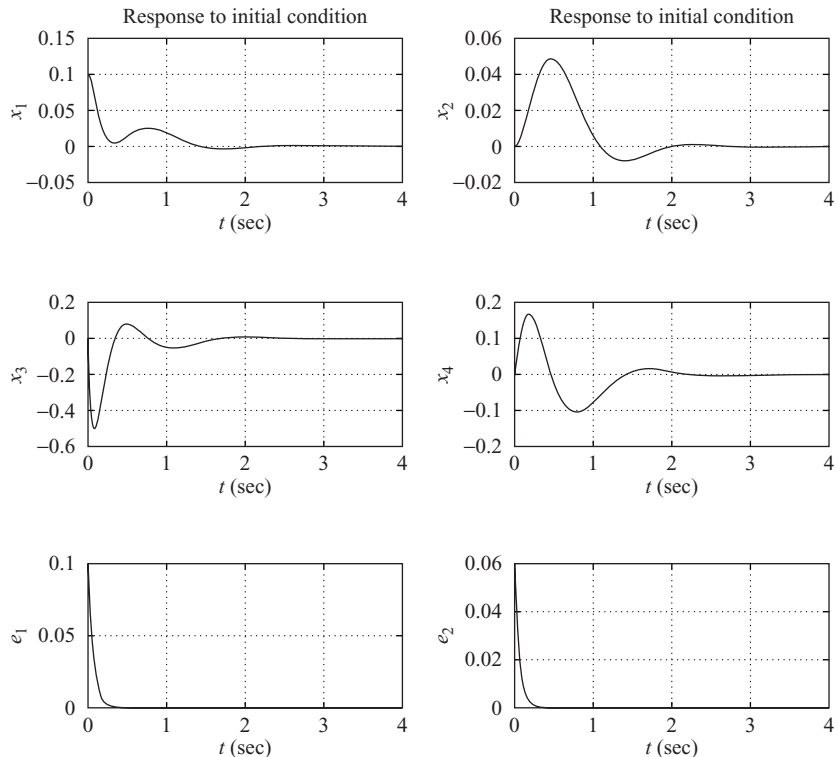 Response to initial condition
0.15
0.1
0.05
0
−0.05
x1
0 1 2 3 4
t (sec)
Response to initial condition
0.06
0.04
0.02
0
−0.02
x2
0 1 2 3 4
t (sec)
0.2
0
−0.2
−0.4
−0.6
x3
0 1 2 3 4
t (sec)
0.2
0.1
0
−0.1
−0.2
x4
0 1 2 3 4
t (sec)
0.1
0.05
0
e1
0 1 2 3 4
t (sec)
0.06
0.04
0.02
0
e2
0 1 2 3 4
t (sec)